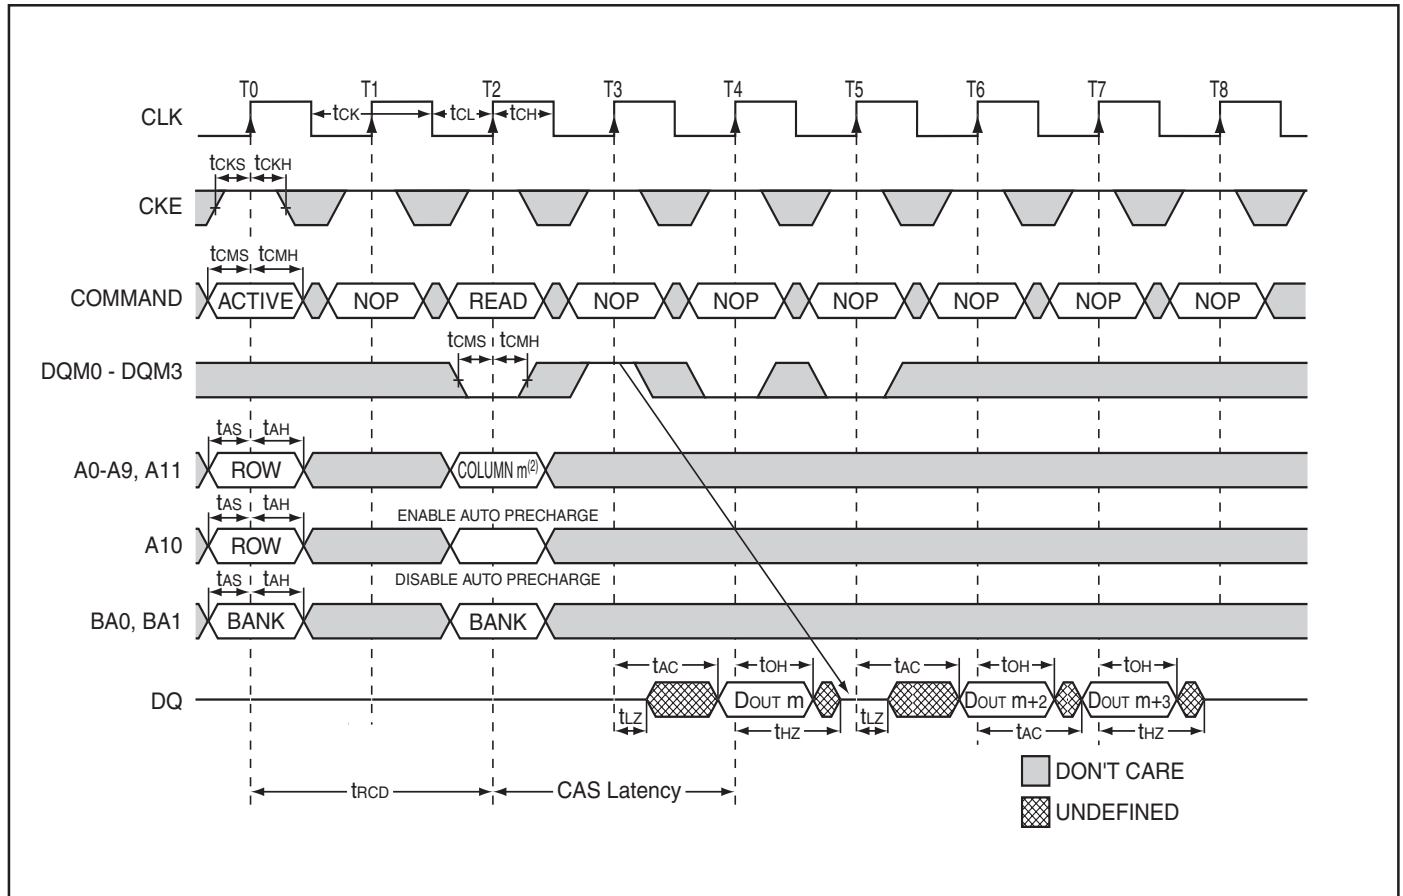 T0 T1 T2 T3 T4 T5 T6 T7 T8
CLK tCK tCL tCH
tCKS tCKH
CKE
tCMS tCMH
COMMAND ACTIVE NOP READ NOP NOP NOP NOP NOP NOP
tCMS tCMH
DQM0 - DQM3
tAS tAH
A0-A9, A11 ROW COLUMN m(2)
tAS tAH ENABLE AUTO PRECHARGE
A10 ROW
tAS tAH DISABLE AUTO PRECHARGE
BA0, BA1 BANK BANK
tAC tOH tAC tOH tOH
DQ DOUT m DOUT m+2 DOUT m+3
tLZ tHZ tLZ tAC tHZ
DON'T CARE
tRCD CAS Latency
UNDEFINED